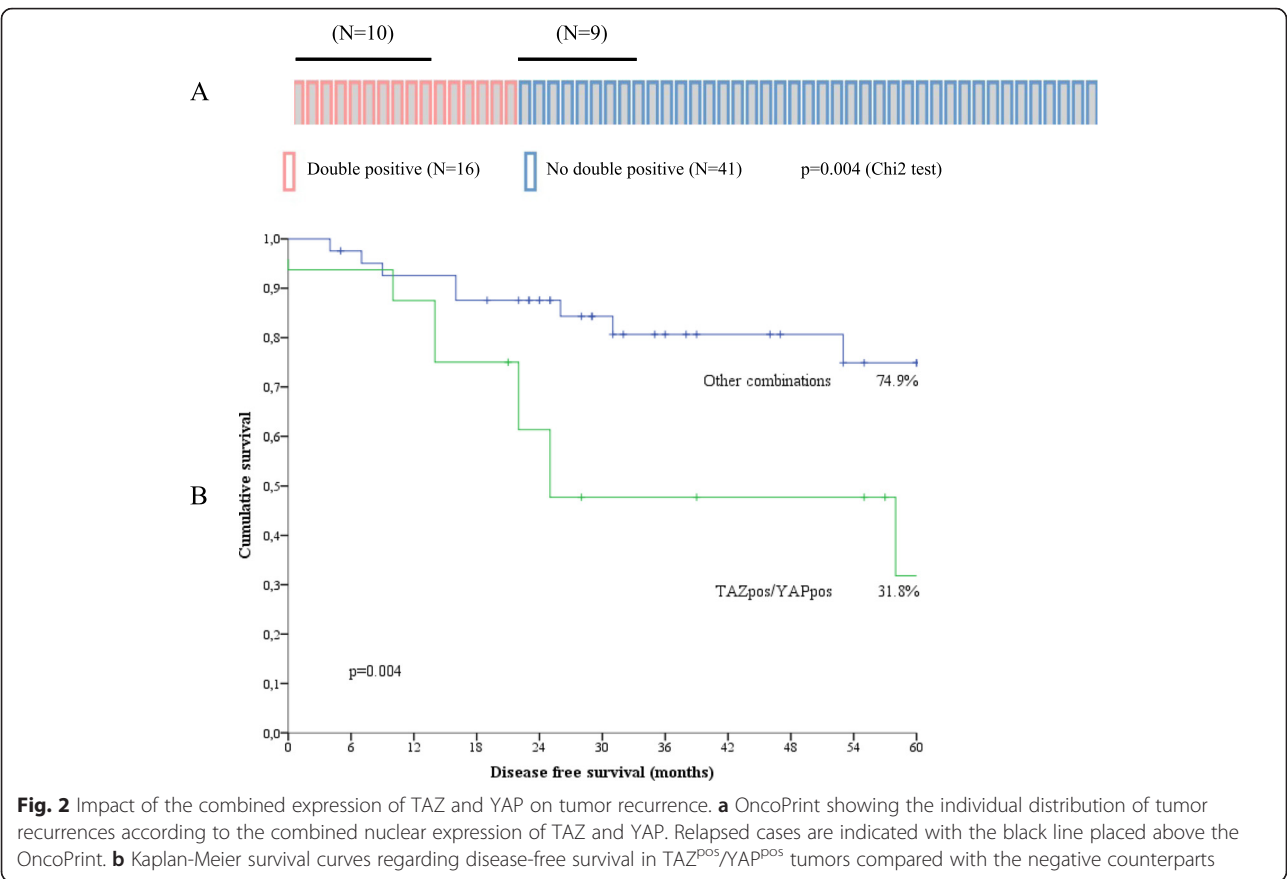 (N=10) (N=9)
A
Double positive (N=16) No double positive (N=41) p=0.004 (Chi2 test)
1,0
0,9
0,8
0,7
0,6
0,5
0,4
0,3
0,2
0,1
0,0
Cumulative survival
B
Other combinations 74.9%
TAZpos/YAPpos 31.8%
p=0.004
0 6 12 18 24 30 36 42 48 54 60
Disease free survival (months)
Fig. 2 Impact of the combined expression of TAZ and YAP on tumor recurrence. a OncoPrint showing the individual distribution of tumor
recurrences according to the combined nuclear expression of TAZ and YAP. Relapsed cases are indicated with the black line placed above the
OncoPrint. b Kaplan-Meier survival curves regarding disease-free survival in TAZpos/YAPpos tumors compared with the negative counterparts